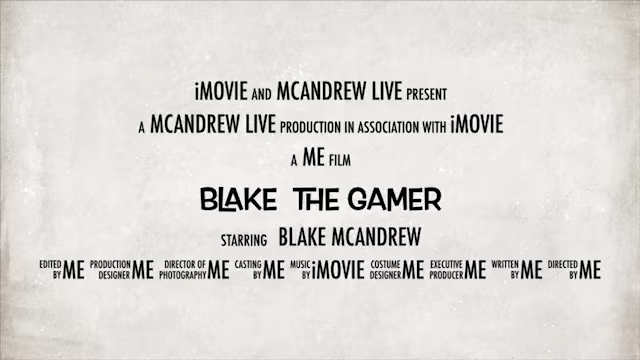 iMOVIE AND MCANDREW LIVE PRESENT
A MCANDREW LIVE PRODUCTION IN ASSOCIATION WITH iMOVIE
A ME FILM
BLAKE THE GAMER
STARRING BLAKE MCANDREW
EDITED BY ME PRODUCTION DESIGNER ME DIRECTOR OF PHOTOGRAPHY ME CASTING BY ME MUSIC BY iMOVIE COSTUME DESIGNER ME EXECUTIVE PRODUCER ME WRITTEN BY ME DIRECTED BY ME